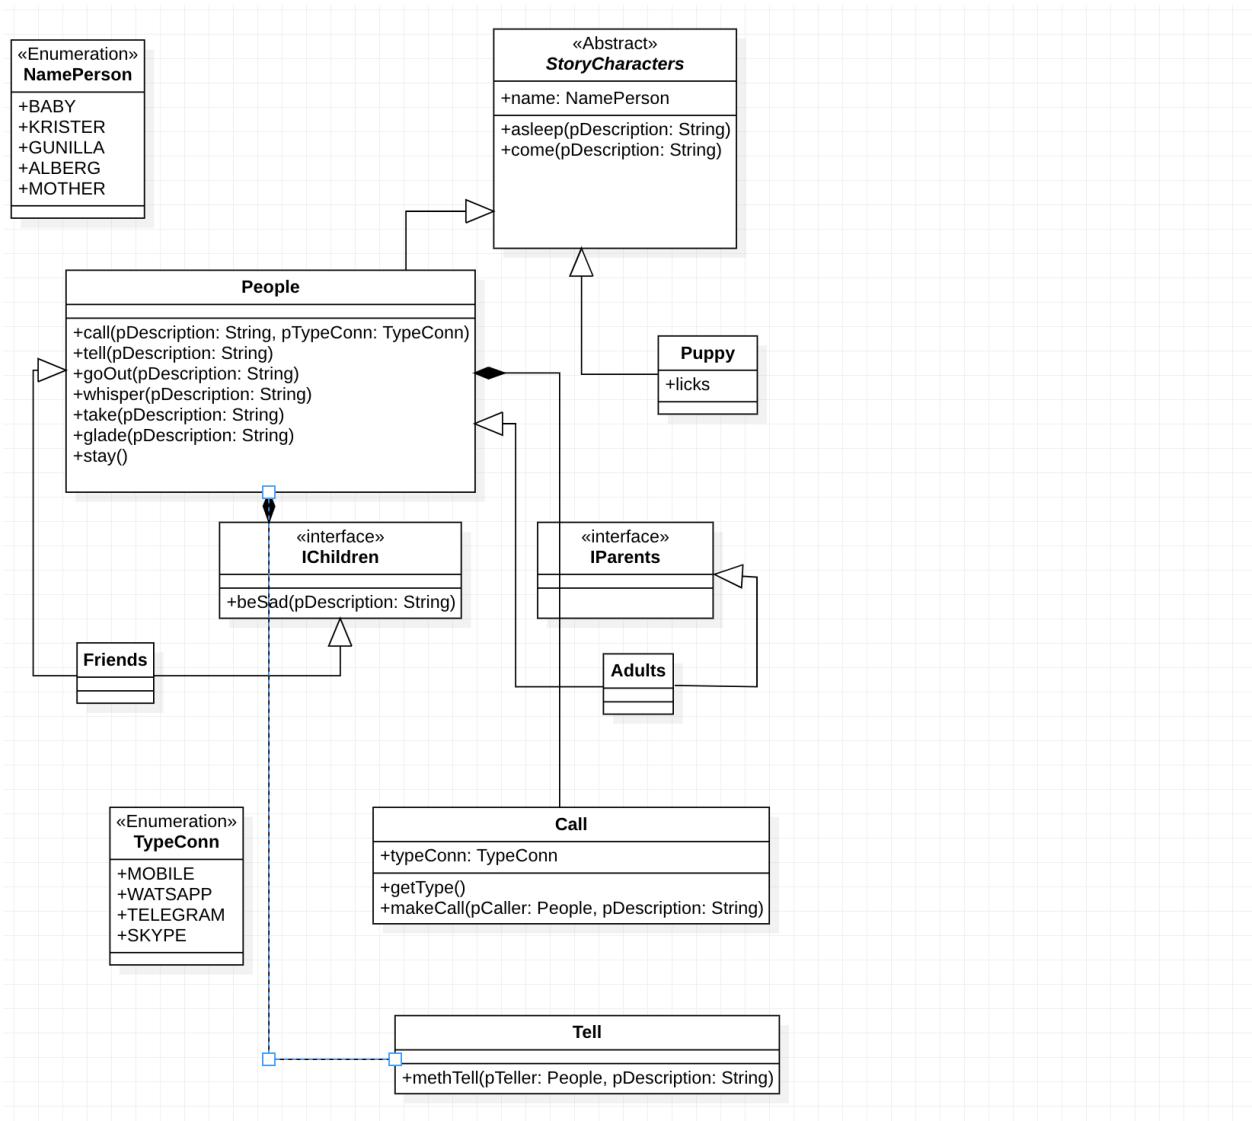 «Enumeration»
NamePerson
+BABY
+KRISTER
+GUNILLA
+ALBERG
+MOTHER
«Abstract»
StoryCharacters
+name: NamePerson
+asleep(pDescription: String)
+come(pDescription: String)
People
+call(pDescription: String, pTypeConn: TypeConn)
+tell(pDescription: String)
+goOut(pDescription: String)
+whisper(pDescription: String)
+take(pDescription: String)
+glade(pDescription: String)
+stay()
Puppy
+licks
«interface»
IChildren
+beSad(pDescription: String)
«interface»
IParents
Friends
Adults
«Enumeration»
TypeConn
+MOBILE
+WATSAPP
+TELEGRAM
+SKYPE
Call
+typeConn: TypeConn
+getType()
+makeCall(pCaller: People, pDescription: String)
Tell
+methTell(pTeller: People, pDescription: String)